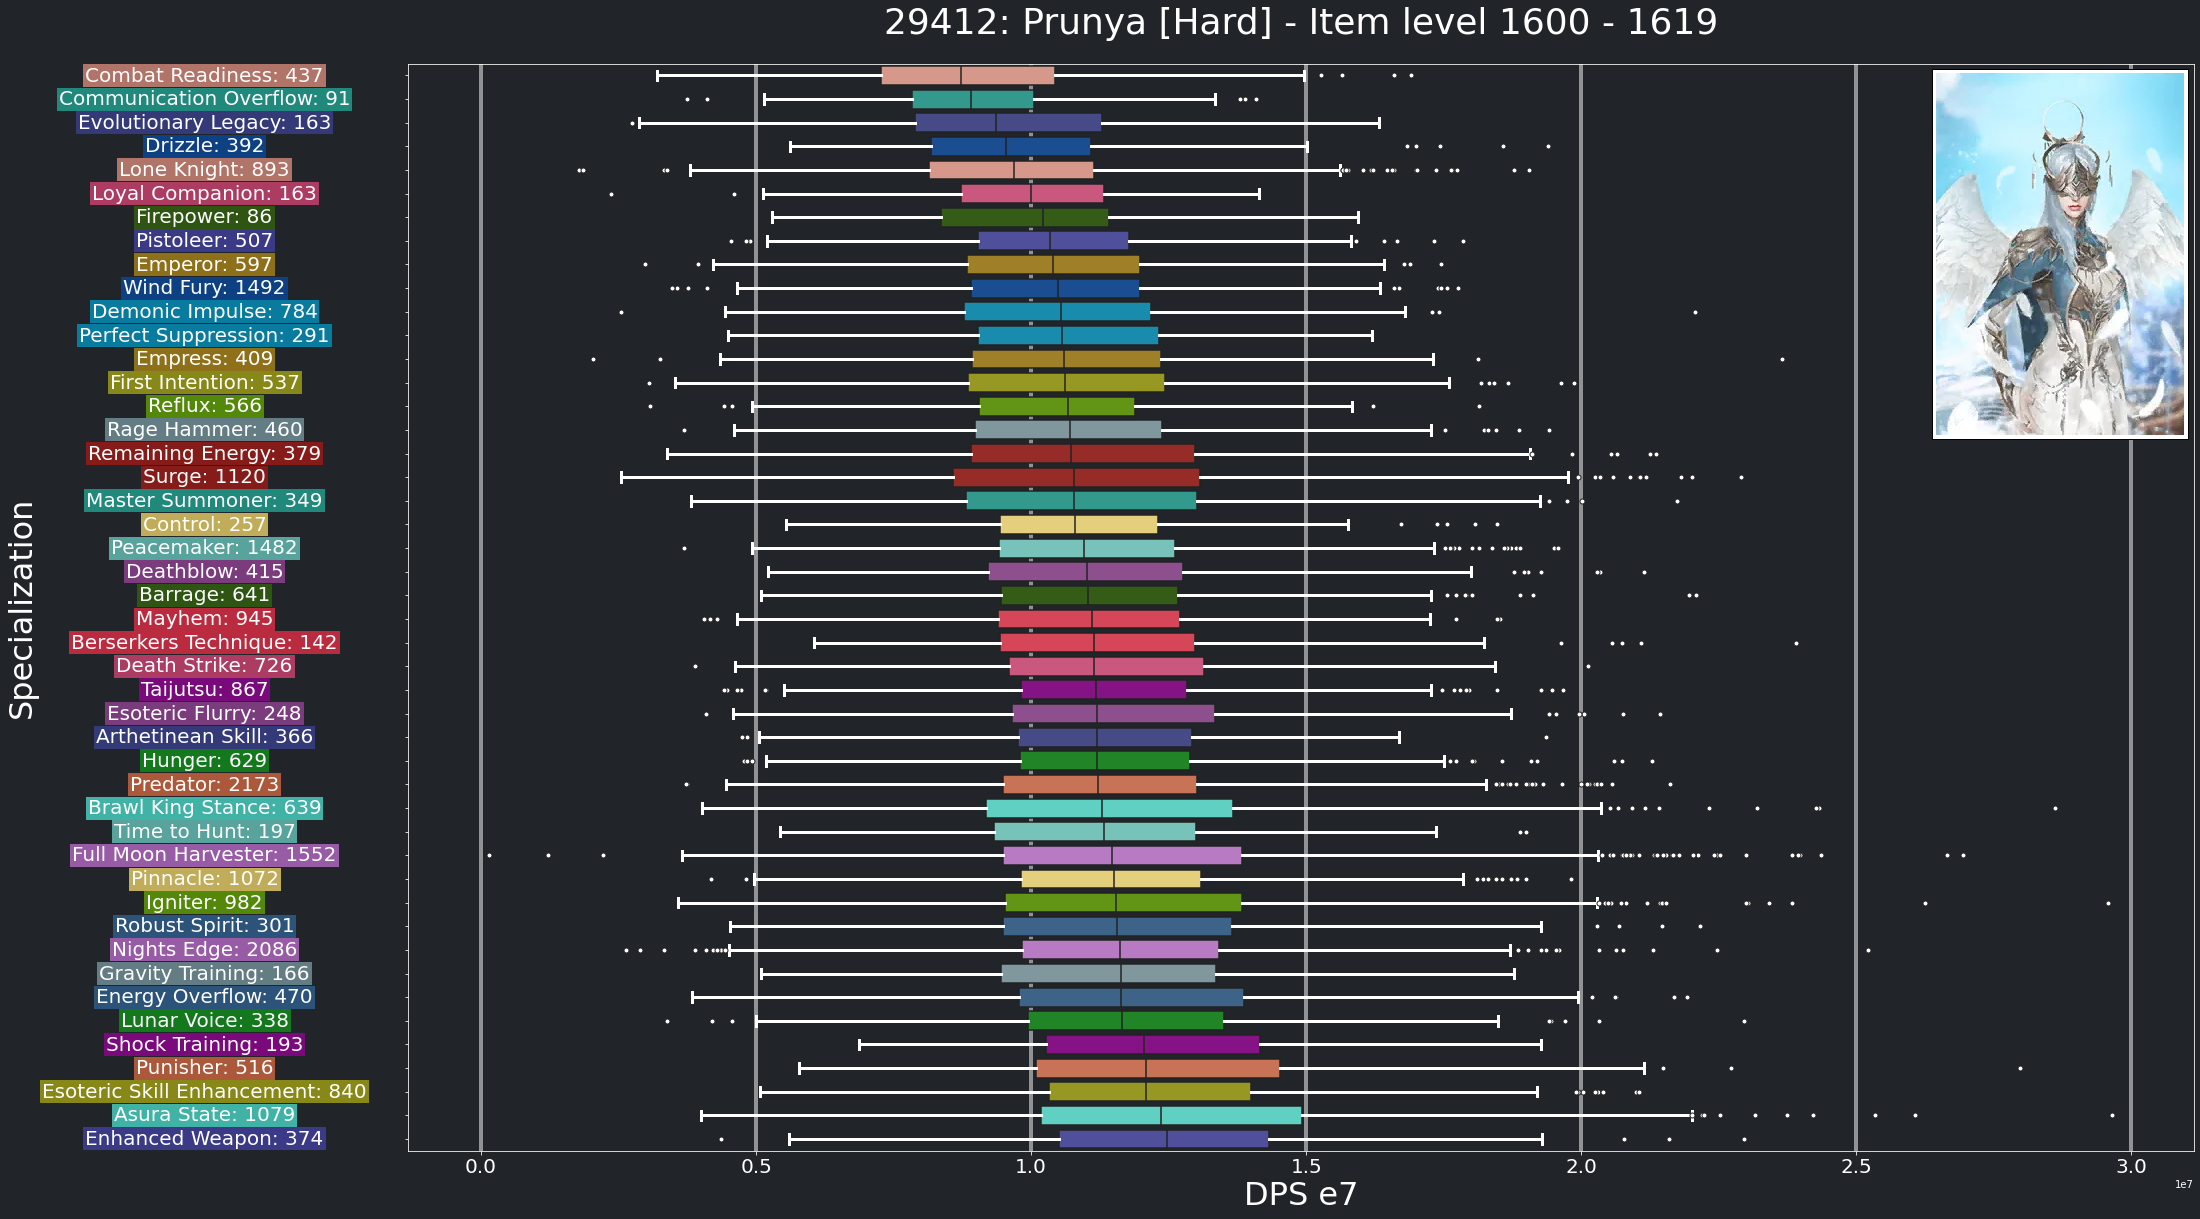 29412: Prunya [Hard] - Item level 1600 - 1619
Specialization
Combat Readiness: 437
Communication Overflow: 91
Evolutionary Legacy: 163
Drizzle: 392
Lone Knight: 893
Loyal Companion: 163
Firepower: 86
Pistoleer: 507
Emperor: 597
Wind Fury: 1492
Demonic Impulse: 784
Perfect Suppression: 291
Empress: 409
First Intention: 537
Reflux: 566
Rage Hammer: 460
Remaining Energy: 379
Surge: 1120
Master Summoner: 349
Control: 257
Peacemaker: 1482
Deathblow: 415
Barrage: 641
Mayhem: 945
Berserkers Technique: 142
Death Strike: 726
Taijutsu: 867
Esoteric Flurry: 248
Arthetinean Skill: 366
Hunger: 629
Predator: 2173
Brawl King Stance: 639
Time to Hunt: 197
Full Moon Harvester: 1552
Pinnacle: 1072
Igniter: 982
Robust Spirit: 301
Nights Edge: 2086
Gravity Training: 166
Energy Overflow: 470
Lunar Voice: 338
Shock Training: 193
Punisher: 516
Esoteric Skill Enhancement: 840
Asura State: 1079
Enhanced Weapon: 374
0.0 0.5 1.0 1.5 2.0 2.5 3.0
1e7
DPS e7